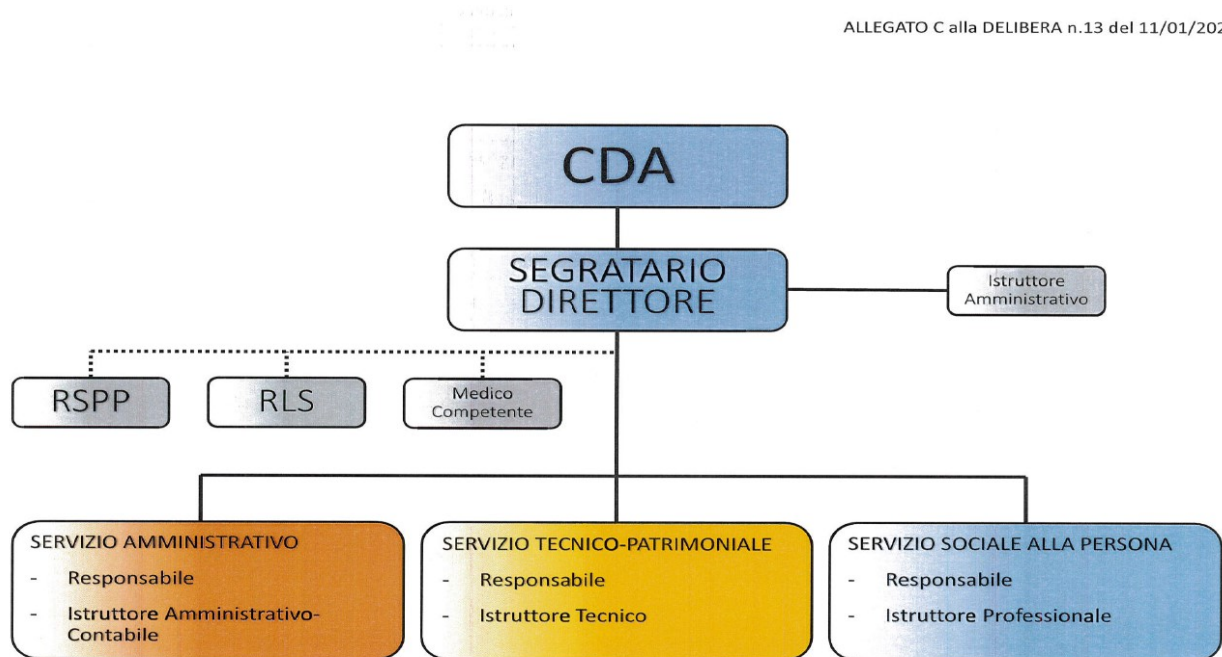 ALLEGATO C alla DELIBERA n.13 del 11/01/202
CDA
SEGRATARIO
DIRETTORE
Istruttore
Amministrativo
RSPP
RLS
Medico
Competente
SERVIZIO AMMINISTRATIVO
- Responsabile
- Istruttore Amministrativo-
Contabile
SERVIZIO TECNICO-PATRIMONIALE
- Responsabile
- Istruttore Tecnico
SERVIZIO SOCIALE ALLA PERSONA
- Responsabile
- Istruttore Professionale